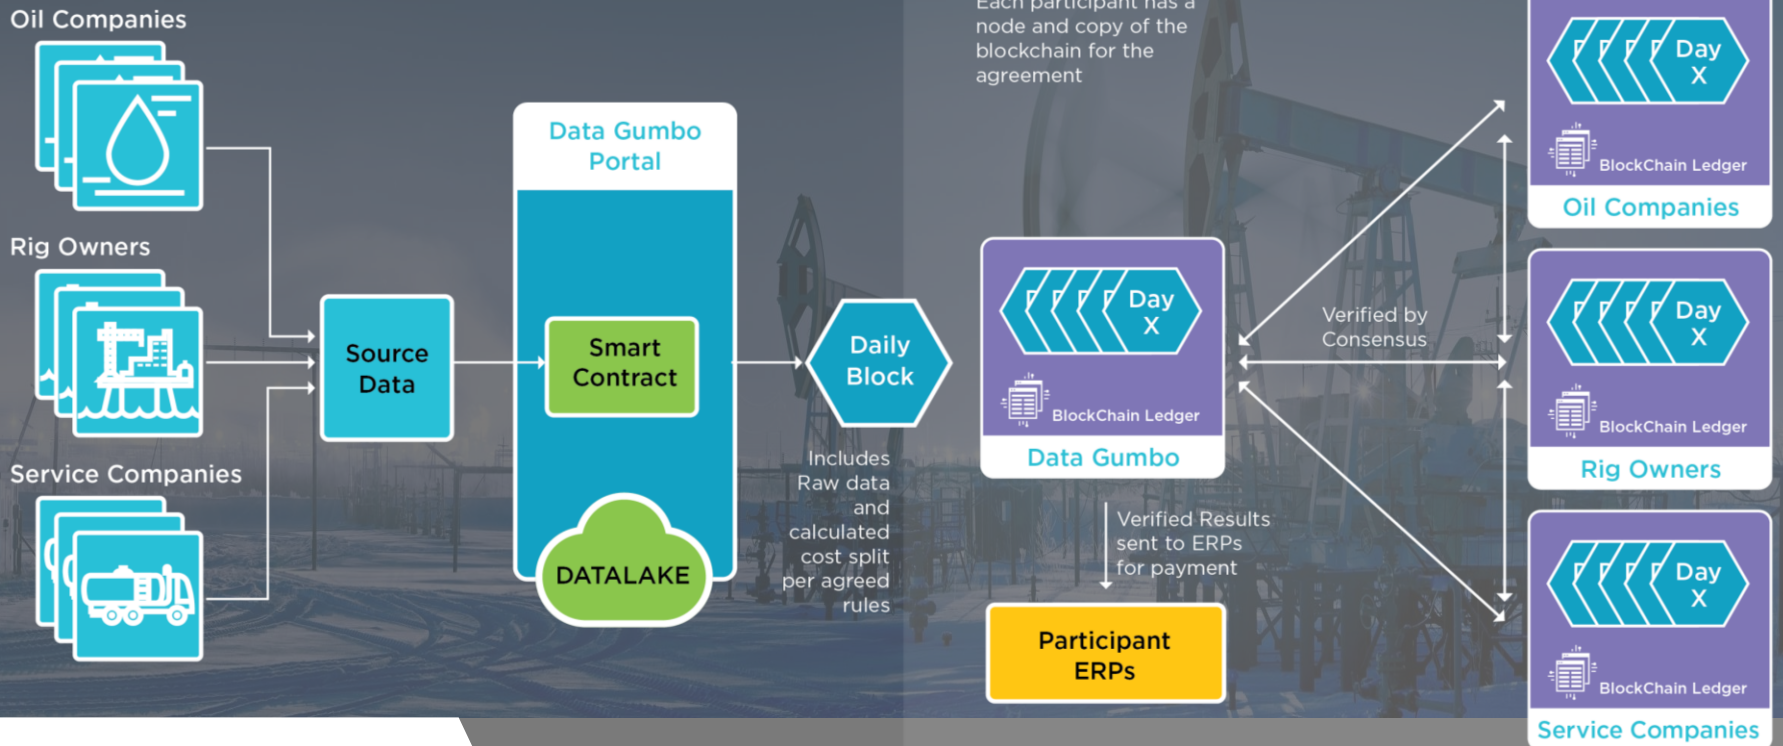 Oil Companies
Rig Owners
Service Companies
Source
Data
Data Gumbo
Portal
Smart
Contract
DATALAKE
Daily
Block
Includes
Raw data
and
calculated
cost split
per agreed
rules
Each participant has a
node and copy of the
blockchain for the
agreement
Day
X
BlockChain Ledger
Data Gumbo
Verified Results
sent to ERPs
for payment
Participant
ERPs
Verified by
Consensus
Day
X
BlockChain Ledger
Oil Companies
Day
X
BlockChain Ledger
Rig Owners
Day
X
BlockChain Ledger
Service Companies